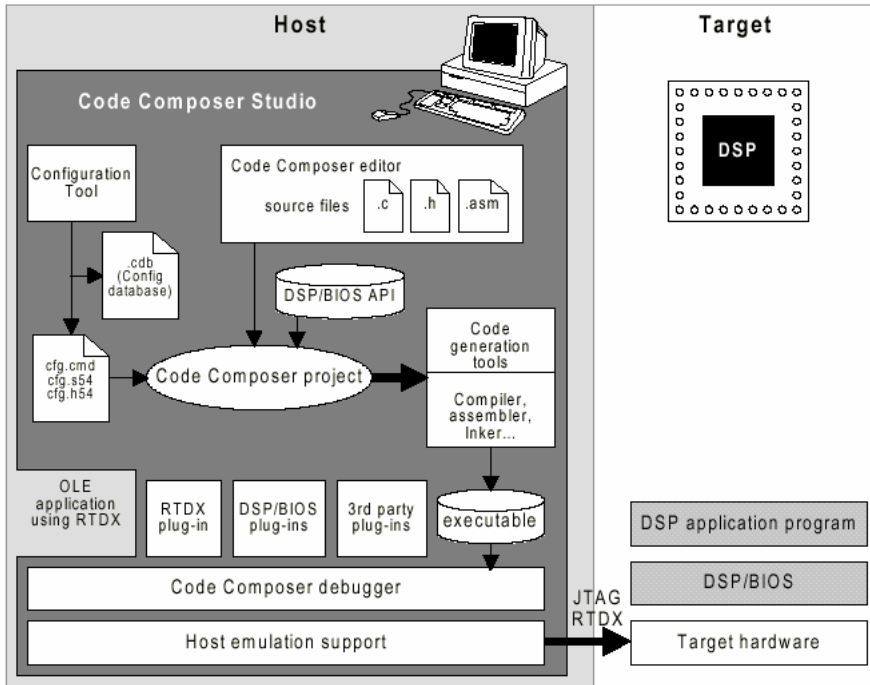 Host
Target
Code Composer Studio
DSP
Configuration
Tool
Code Composer editor
source files
.c
.h
.asm
.cdb
(Config
database)
DSP/BIOS API
cfg.cmd
cfg.s54
cfg.h54
Code Composer project
Code
generation
tools
Compiler,
assembler,
linker...
OLE
application
using RTDX
RTDX
plug-in
DSP/BIOS
plug-ins
3rd party
plug-ins
executable
DSP application program
Code Composer debugger
DSP/BIOS
JTAG
RTDX
Host emulation support
Target hardware